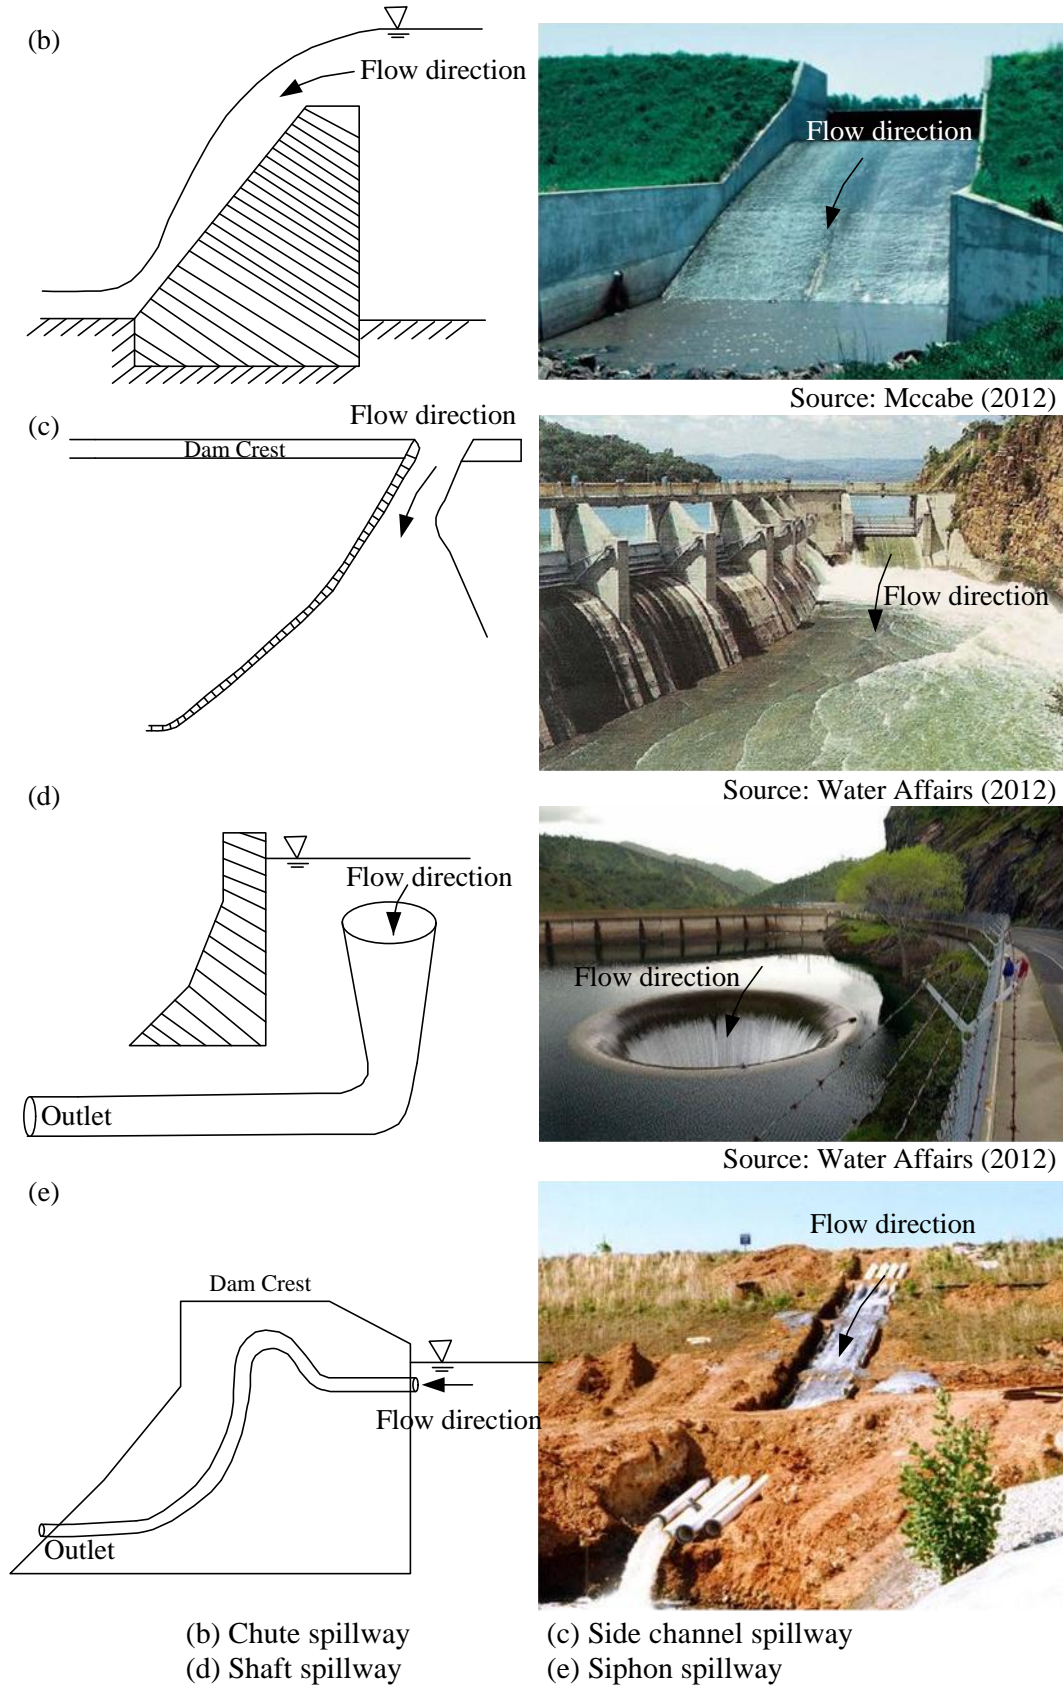 (b)
Flow direction
Flow direction
Source: Mccabe (2012)
(c)
Flow direction
Dam Crest
Flow direction
Source: Water Affairs (2012)
(d)
Flow direction
Outlet
Flow direction
Source: Water Affairs (2012)
(e)
Dam Crest
Flow direction
Outlet
Flow direction
(b) Chute spillway (c) Side channel spillway
(d) Shaft spillway (e) Siphon spillway